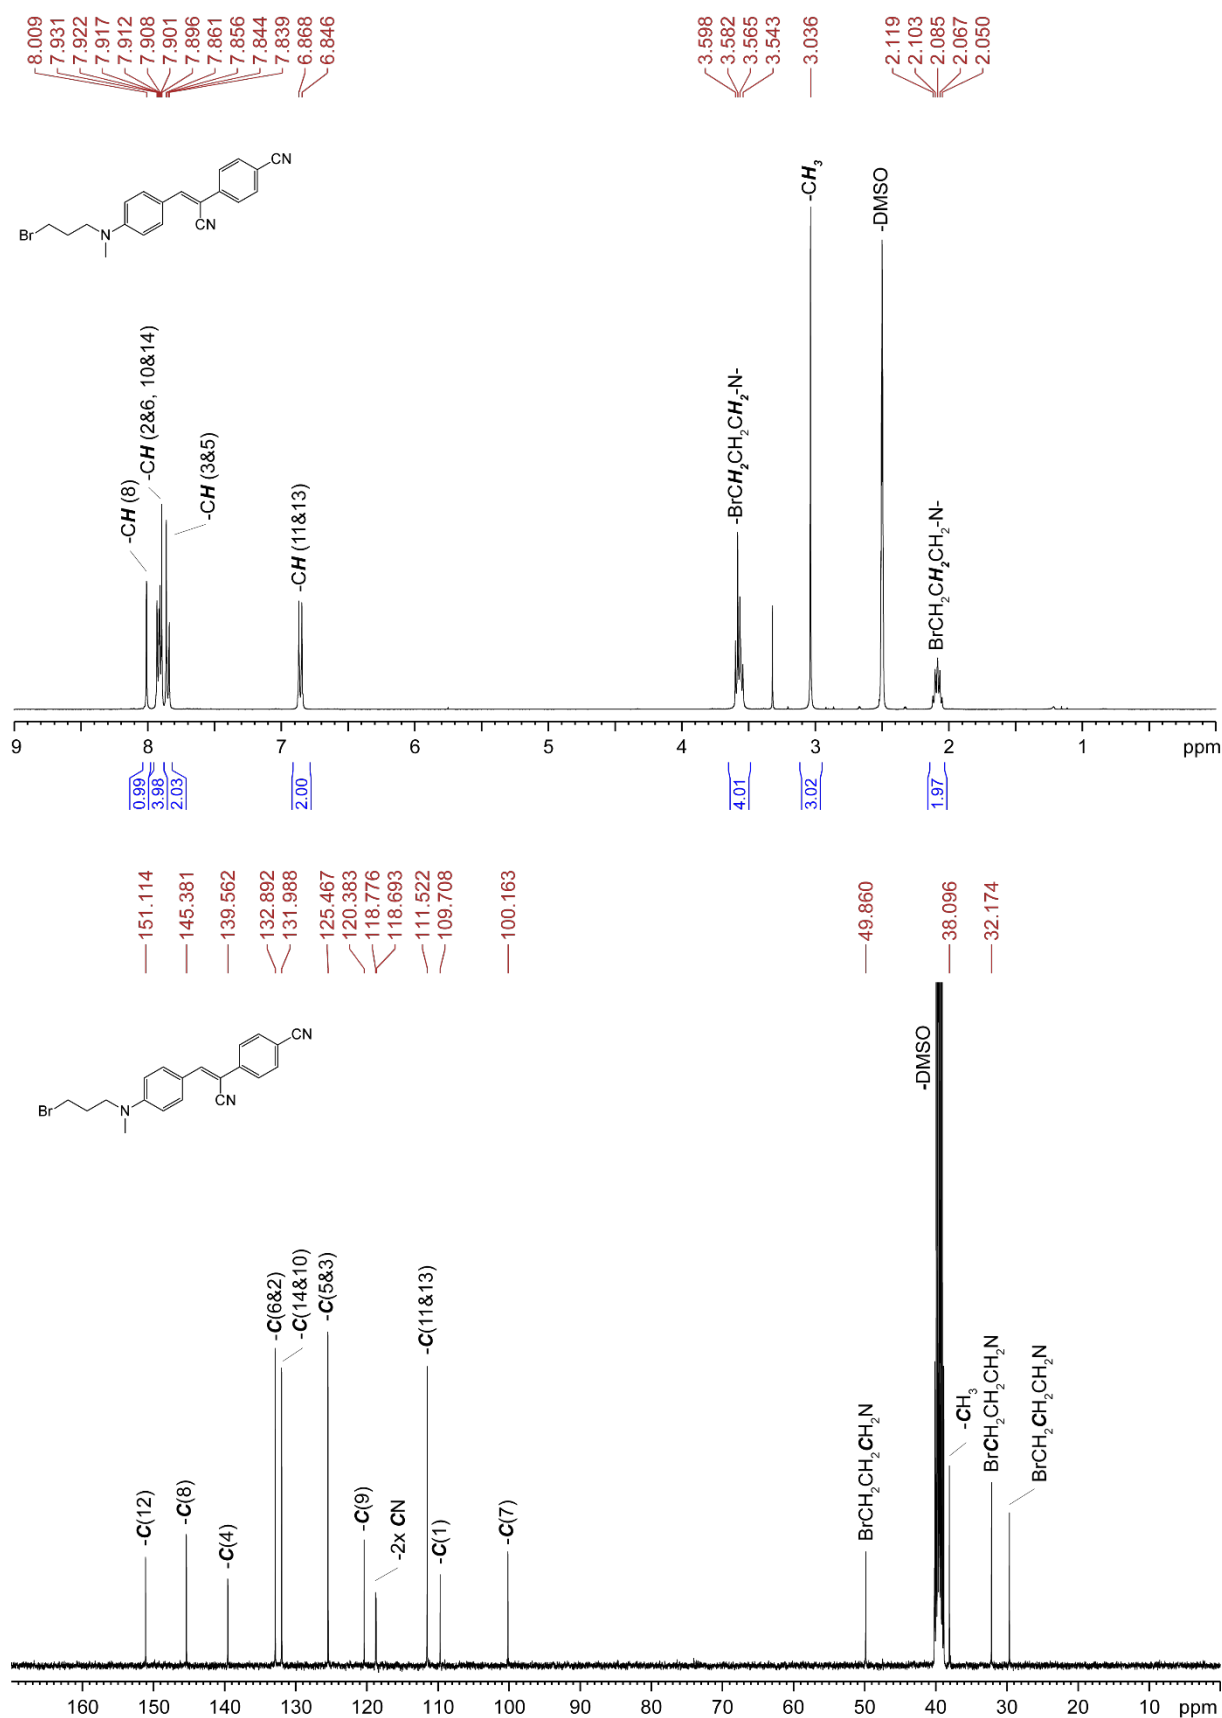 8.009
7.931
7.922
7.917
7.912
7.908
7.901
7.896
7.861
7.856
7.844
7.839
6.868
6.846
3.598
3.582
3.565
3.543
3.036
2.119
2.103
2.085
2.067
2.050
CN
CN
Br
N
-CH (8)
-CH (2&6, 10&14)
-CH (3&5)
-CH (11&13)
-BrCH₂CH₂CH₂-N-
-CH₃
-DMSO
BrCH₂CH₂CH₂-N-
9 8 7 6 5 4 3 2 1 ppm
0.99
3.98
2.03
2.00
4.01
3.02
1.97
151.114
145.381
139.562
132.892
131.988
125.467
120.383
118.776
118.693
111.522
109.708
100.163
49.860
38.096
32.174
CN
CN
Br
N
-C(12)
-C(8)
-C(4)
-C(6&2)
-C(14&10)
-C(5&3)
-C(9)
-2x CN
-C(11&13)
-C(1)
-C(7)
BrCH₂CH₂CH₂N
-DMSO
-CH₃
BrCH₂CH₂CH₂N
BrCH₂CH₂CH₂N
160 150 140 130 120 110 100 90 80 70 60 50 40 30 20 10 ppm